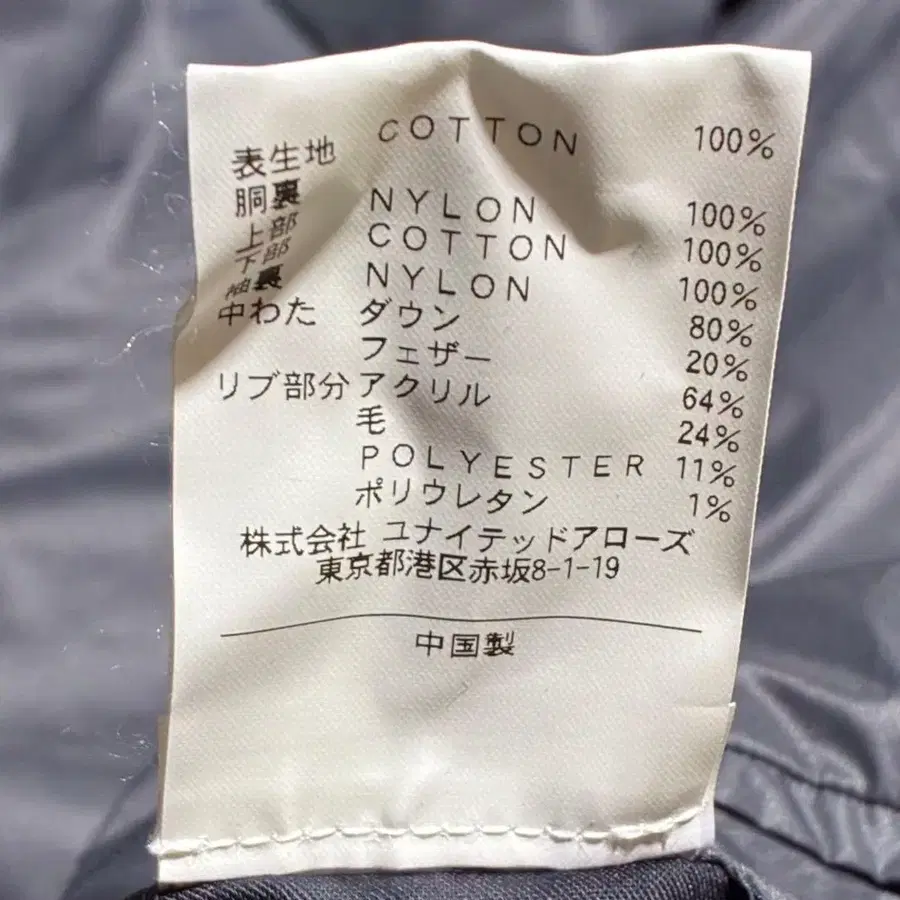 表生地 COTTON 100%
胴裏
上部 NYLON 100%
下部 COTTON 100%
袖裏 NYLON 100%
中わた ダウン 80%
フェザー 20%
リブ部分 アクリル 64%
毛 24%
POLYESTER 11%
ポリウレタン 1%
株式会社 ユナイテッドアローズ
東京都港区赤坂8-1-19
中国製